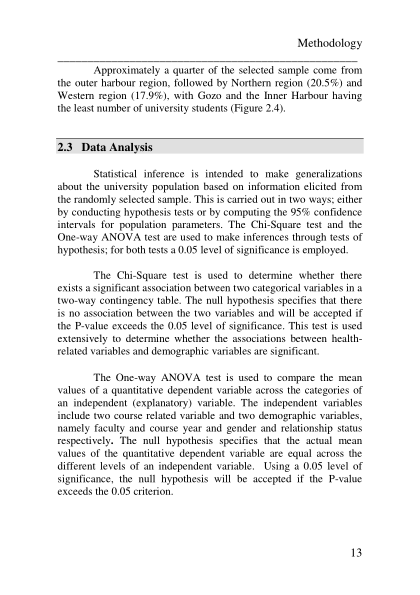 Methodology
Approximately a quarter of the selected sample come from
the outer harbour region, followed by Northern region (20.5%) and
Western region (17.9%), with Gozo and the Inner Harbour having
the least number of university students (Figure 2.4).
2.3 Data Analysis
Statistical inference is intended to make generalizations
about the university population based on information elicited from
the randomly selected sample. This is carried out in two ways; either
by conducting hypothesis tests or by computing the 95% confidence
intervals for population parameters. The Chi-Square test and the
One-way ANOVA test are used to make inferences through tests of
hypothesis; for both tests a 0.05 level of significance is employed.
The Chi-Square test is used to determine whether there
exists a significant association between two categorical variables in a
two-way contingency table. The null hypothesis specifies that there
is no association between the two variables and will be accepted if
the P-value exceeds the 0.05 level of significance. This test is used
extensively to determine whether the associations between health-
related variables and demographic variables are significant.
The One-way ANOVA test is used to compare the mean
values of a quantitative dependent variable across the categories of
an independent (explanatory) variable. The independent variables
include two course related variable and two demographic variables,
namely faculty and course year and gender and relationship status
respectively. The null hypothesis specifies that the actual mean
values of the quantitative dependent variable are equal across the
different levels of an independent variable. Using a 0.05 level of
significance, the null hypothesis will be accepted if the P-value
exceeds the 0.05 criterion.
13